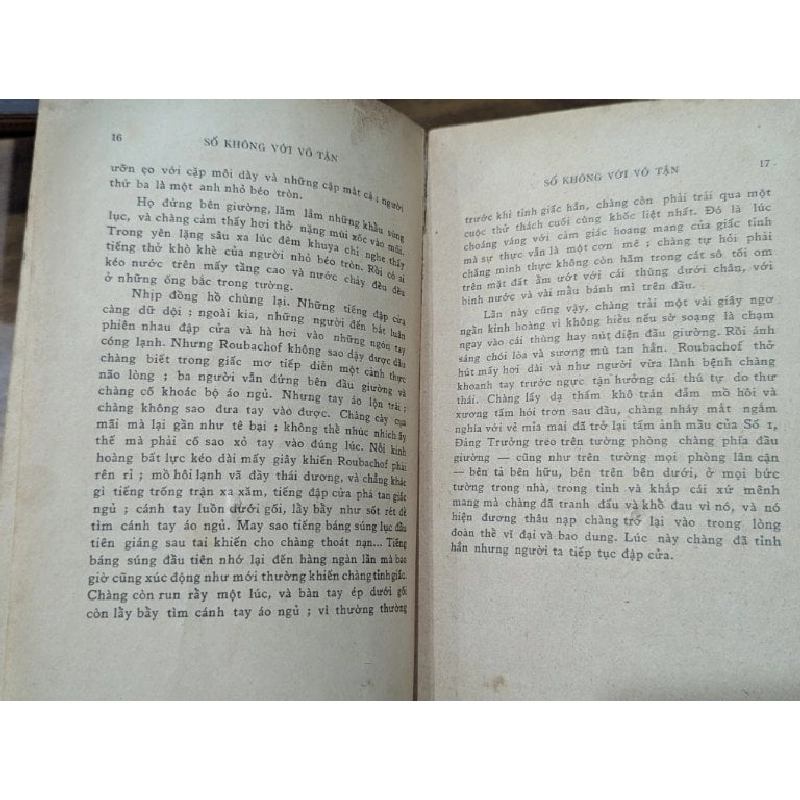 16
SỐ KHÔNG VỚI VÔ TẬN
ưỡn ẹo với cặp môi dày và những cặp mắt cá ; người
thứ ba là một anh nhỏ béo tròn.
Họ đứng bên giường, lăm lăm những khẩu súng
lục, và chàng cảm thấy hơi thở nặng mùi xốc vào mũi.
Trong yên lặng sâu xa lúc đêm khuya chỉ nghe thấy
tiếng thở khò khè của người nhỏ béo tròn. Rồi có ai
kéo nước trên mấy tầng cao và nước chảy đều đều
ở những ống bắc trong tường.
Nhịp đồng hồ chùng lại. Những tiếng đập cửa
càng dữ dội ; ngoài kia, những người đến bắt luân
phiên nhau đập cửa và hà hơi vào những ngón tay
cóng lạnh. Nhưng Roubachof không sao dậy được dầu
chàng biết trong giấc mơ tiếp diễn một cảnh thực
não lòng ; ba người vẫn đứng bên đầu giường và
chàng cố khoác bộ áo ngủ. Nhưng tay áo lộn trái ;
chàng không sao đưa tay vào được. Chàng cày cựa
mãi mà lại gần như tê bại ; không thể nhúc nhích ấy
thế mà phải cố sao xỏ tay vào đúng lúc. Nỗi kinh
hoàng bất lực kéo dài mấy giây khiến Roubachof phải
rên rỉ ; mồ hôi lạnh vã đầy thái dương, và chẳng khác
gì tiếng trống trận xa xăm, tiếng đập cửa phá tan giấc
ngủ ; cánh tay luồn dưới gối, lẩy bẩy như sốt rét để
tìm cánh tay áo ngủ. May sao tiếng báng súng lục đầu
tiên giáng sau tai khiến cho chàng thoát nạn... Tiếng
báng súng đầu tiên nhớ lại đến hàng ngàn lần mà bao
giờ cũng xúc động như mới thường khiến chàng tỉnh giấc.
Chàng còn run rẩy một lúc, và bàn tay ép dưới gối
còn lẩy bẩy tìm cánh tay áo ngủ ; vì thường thường
17
SỐ KHÔNG VỚI VÔ TẬN
trước khi tỉnh giấc hẳn, chàng còn phải trải qua một
cuộc thử thách cuối cùng khốc liệt nhất. Đó là lúc
choáng váng với cảm giác hoang mang của giấc tỉnh
mà sự thực vẫn là một cơn mê ; chàng tự hỏi phải
chăng mình thực không còn hăm trong cát số tối om
trên mặt đất ẩm ướt với cái thùng dưới chân, với
bình nước và vài mẩu bánh mì trên đầu.
Lần này cũng vậy, chàng trải một vài giây ngơ
ngẩn kinh hoàng vì không hiểu nếu sờ soạng là chạm
ngay vào cái thùng hay nút điện đầu giường. Rồi ánh
sáng chói lòa và sương mù tan hẳn. Roubachof thở
hút mấy hơi dài và như người vừa lành bệnh chàng
khoanh tay trước ngực tận hưởng cái thú tự do thư
thái. Chàng lấy dạ thấm khô trán đẫm mồ hôi và
xương tấm hói trơn sau đầu, chàng nháy mắt ngắm
nghía với vẻ mỉa mai đã trở lại tấm ảnh mầu của Số 1,
Đảng Trưởng treo trên tường phòng chàng phía đầu
giường — cũng như trên tường mọi phòng lân cận
— bên tả bên hữu, bên trên bên dưới, ở mọi bức
tường trong nhà, trong tỉnh và khắp cái xứ mênh
mang mà chàng đã tranh đấu và khổ đau vì nó, và nó
hiện đương thâu nạp chàng trở lại vào trong lòng
đoàn thể vĩ đại và bao dung. Lúc này chàng đã tỉnh
hẳn nhưng người ta tiếp tục đập cửa.